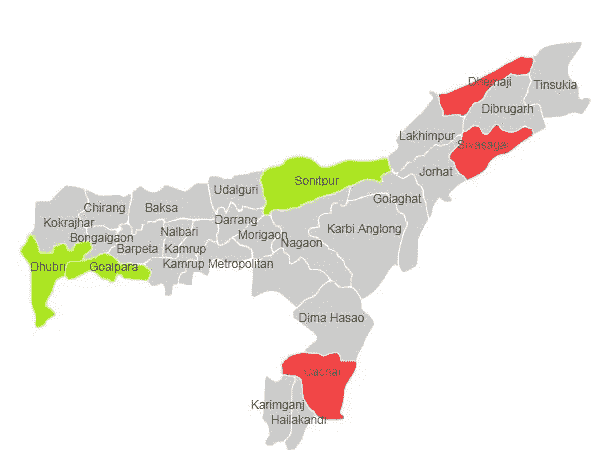 Dhemaji
Tinsukia
Dibrugarh
Lakhimpur
Sivasagar
Jorhat
Sonitpur
Udalguri
Golaghat
Chirang
Baksa
Kokrajhar
Darrang
Karbi Anglong
Nalbari
Morigaon
Bongaigaon
Nagaon
Barpeta
Kamrup
Dhubri
Goalpara
Kamrup Metropolitan
Dima Hasao
Cachar
Karimganj
Hailakandi